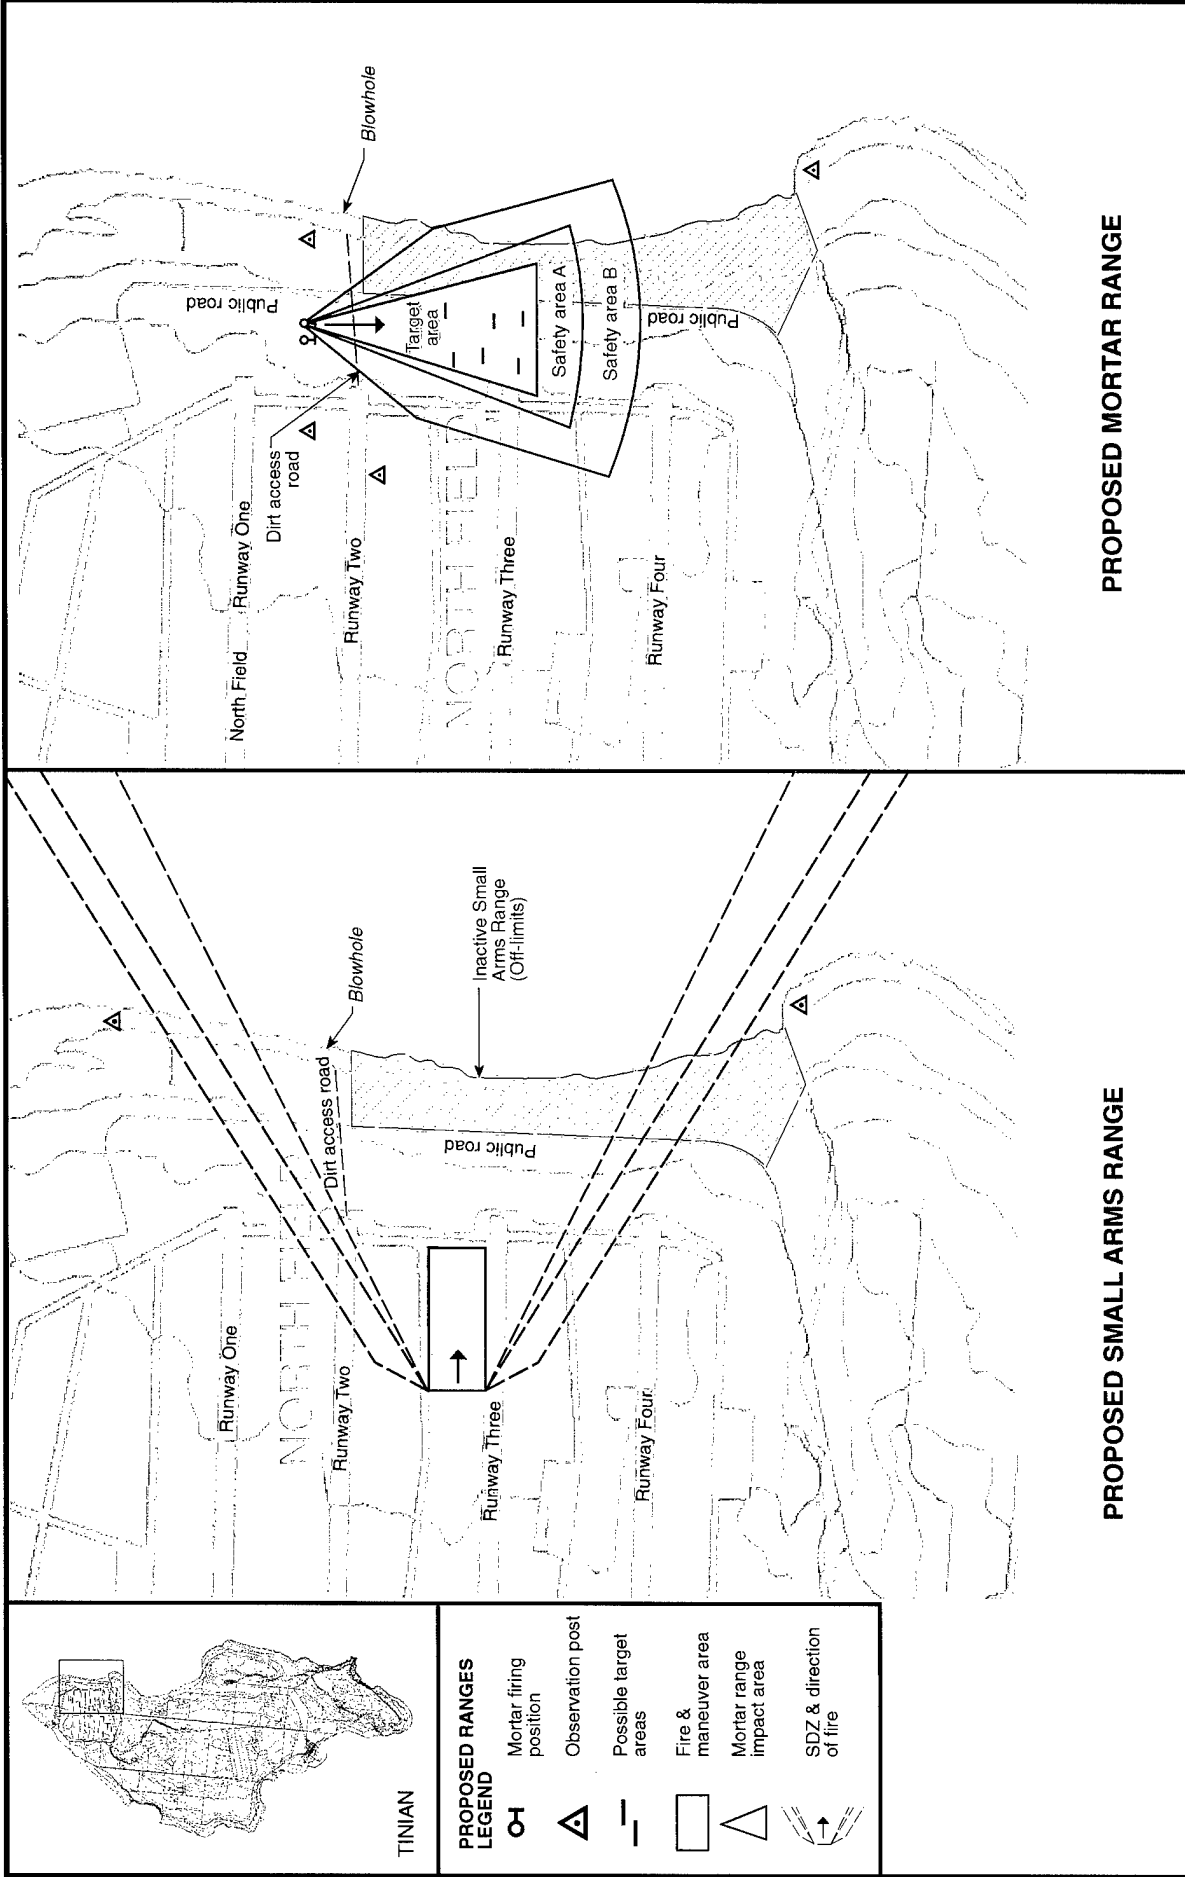 TINIAN
PROPOSED RANGES
LEGEND
Mortar firing
position
Observation post
Possible target
areas
Fire &
maneuver area
Mortar range
impact area
SDZ & direction
of fire
NORTH FIE
Runway One
Runway Two
Runway Three
Runway Four
Dirt access road
Blowhole
Public road
Inactive Small
Arms Range
(Off-limits)
PROPOSED SMALL ARMS RANGE
North Field
Runway One
Runway Two
NORTH FIELD
Runway Three
Runway Four
Dirt access
road
Public road
Blowhole
Target
area
Safety area A
Safety area B
Public road
PROPOSED MORTAR RANGE